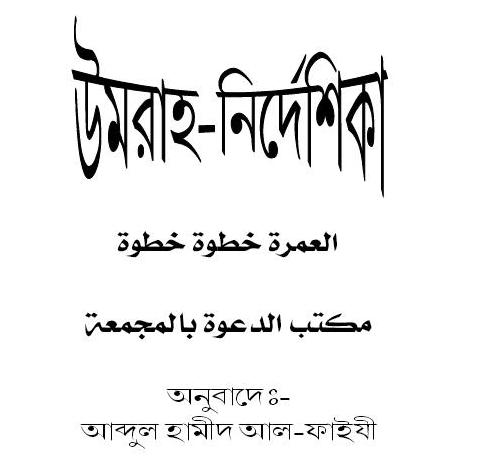 উমরাহ-নির্দেশিকা
العمرة خطوة خطوة
مكتب الدعوة بالمجمعة
অনুবাদে ঃ-
আব্দুল হামীদ আল-ফাইযী